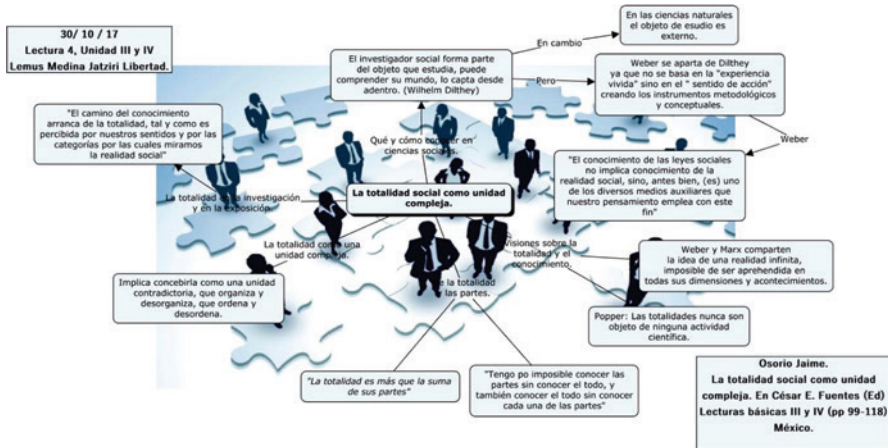 30/ 10 / 17
Lectura 4, Unidad III y IV
Lemus Medina Jatziri Libertad.
El investigador social forma parte
del objeto que estudia, puede
comprender su mundo, lo capta desde
adentro. (Wilhelm Dilthey)
En cambio
En las ciencias naturales
el objeto de esudio es
externo.
Pero
Weber se aparta de Dilthey
ya que no se basa en la "experiencia
vivida" sino en el " sentido de acción"
creando los instrumentos metodológicos
y conceptuales.
Weber
"El conocimiento de las leyes sociales
no implica conocimiento de la
realidad social, sino, antes bien, (es) uno
de los diversos medios auxiliares que
nuestro pensamiento emplea con este
fin"
"El camino del conocimiento
arranca de la totalidad, tal y como es
percibida por nuestros sentidos y por las
categorías por las cuales miramos
la realidad social"
Qué y cómo conocer en
ciencias sociales.
La totalidad en la investigación
y en la exposición.
La totalidad social como unidad
compleja.
La totalidad como una
unidad compleja.
Visiones sobre la
totalidad y el
conocimiento.
Implica concebirla como una unidad
contradictoria, que organiza y
desorganiza, que ordena y
desordena.
e la totalidad
las partes.
Weber y Marx comparten
la idea de una realidad infinita,
imposible de ser aprehendida en
todas sus dimensiones y acontecimientos.
Popper: Las totalidades nunca son
objeto de ninguna actividad
científica.
"La totalidad es más que la suma
de sus partes"
"Tengo po imposible conocer las
partes sin conocer el todo, y
también conocer el todo sin conocer
cada una de las partes"
Osorio Jaime.
La totalidad social como unidad
compleja. En César E. Fuentes (Ed)
Lecturas básicas III y IV (pp 99-118)
México.